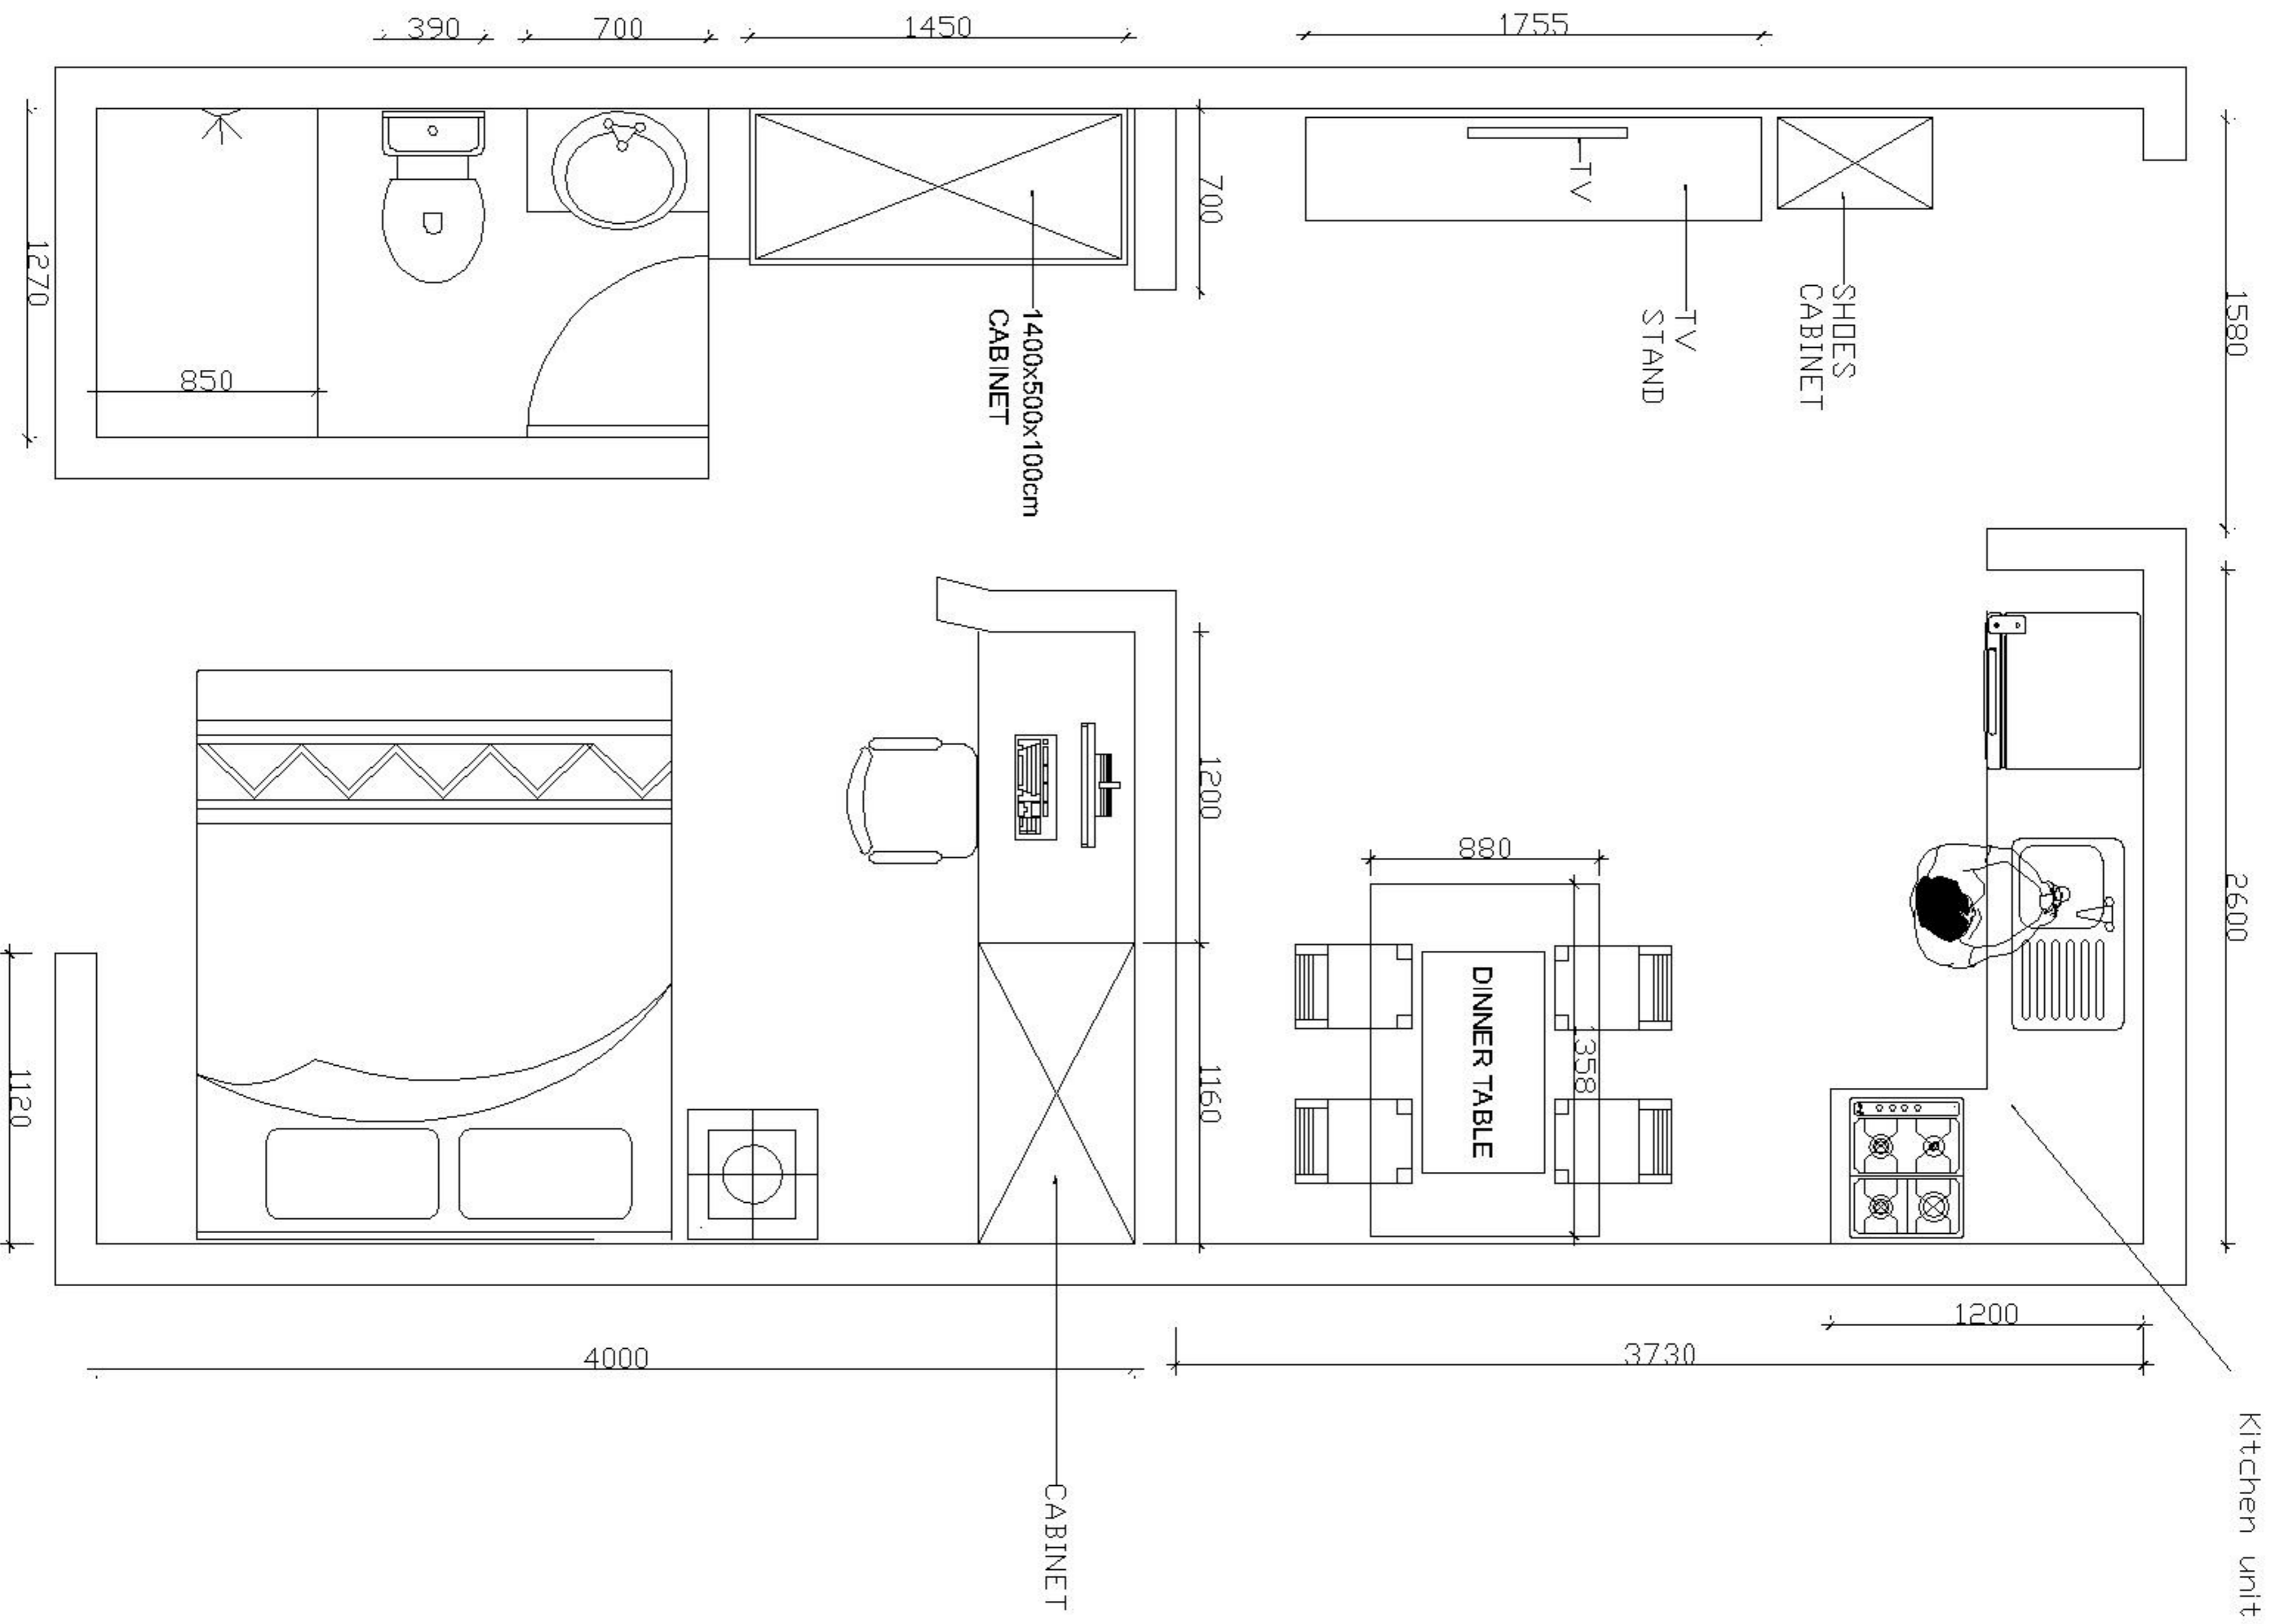 390
700
1450
1755
700
TV
1270
850
1400x500x100cm
CABINET
TV
STAND
SHOES
CABINET
1580
1200
880
2600
DINNER TABLE
1358
1160
1120
1200
4000
3730
CABINET
Kitchen unit